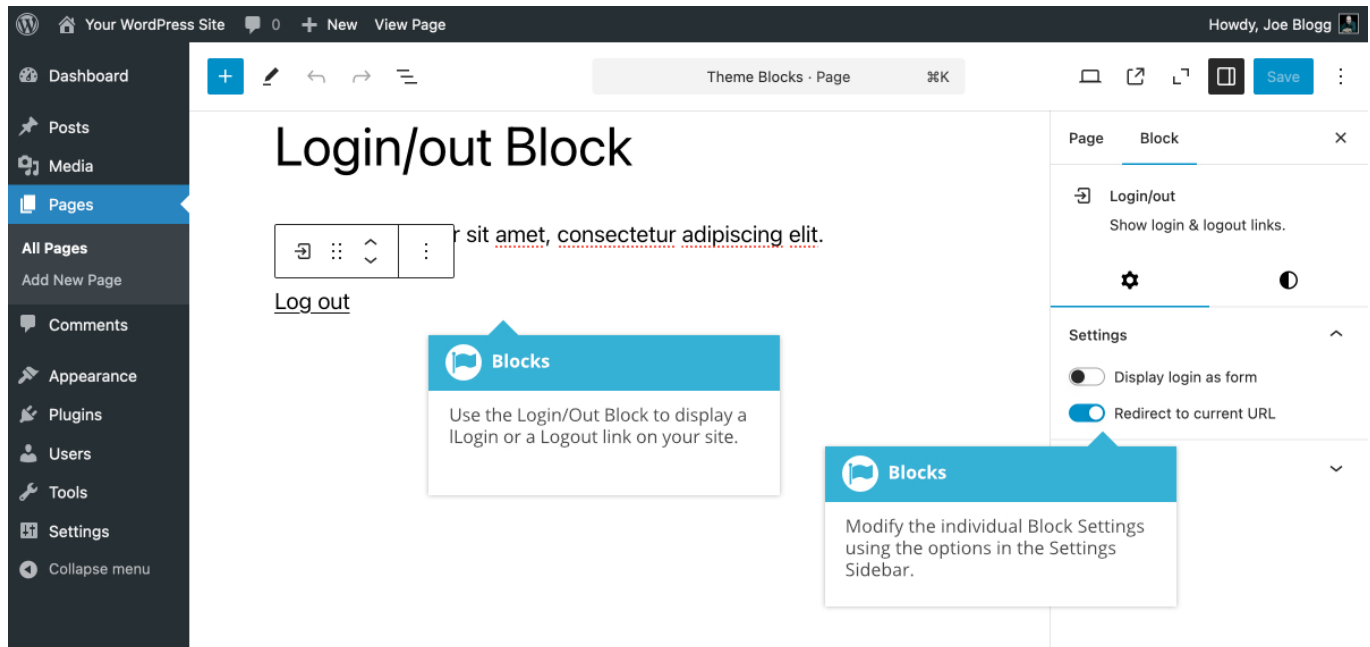 Your WordPress Site 0 New View Page Howdy, Joe Blogg
Dashboard
Posts
Media
Pages
All Pages
Add New Page
Comments
Appearance
Plugins
Users
Tools
Settings
Collapse menu
Theme Blocks · Page ⌘K
Save
Login/out Block
r sit amet, consectetur adipiscing elit.
Log out
Blocks
Use the Login/Out Block to display a
lLogin or a Logout link on your site.
Page Block
Login/out
Show login & logout links.
Settings
Display login as form
Redirect to current URL
Blocks
Modify the individual Block Settings
using the options in the Settings
Sidebar.